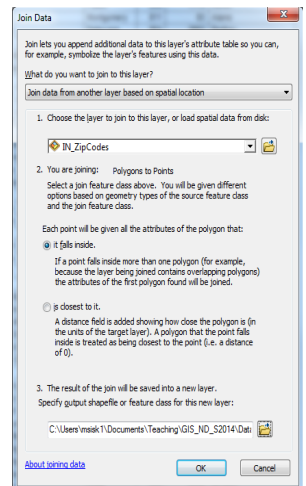 Join Data
Join lets you append additional data to this layer's attribute table so you can,
for example, symbolize the layer's features using this data.
What do you want to join to this layer?
Join data from another layer based on spatial location
1. Choose the layer to join to this layer, or load spatial data from disk:
IN_ZipCodes
2. You are joining: Polygons to Points
Select a join feature class above. You will be given different
options based on geometry types of the source feature class
and the join feature class.
Each point will be given all the attributes of the polygon that:
it falls inside.
If a point falls inside more than one polygon (for example,
because the layer being joined contains overlapping polygons)
the attributes of the first polygon found will be joined.
is closest to it.
A distance field is added showing how close the polygon is (in
the units of the target layer). A polygon that the point falls
inside is treated as being closest to the point (i.e. a distance
of 0).
3. The result of the join will be saved into a new layer.
Specify output shapefile or feature class for this new layer:
C:\Users\msisk1\Documents\Teaching\GIS_ND_S2014\Dat
About joining data
OK
Cancel